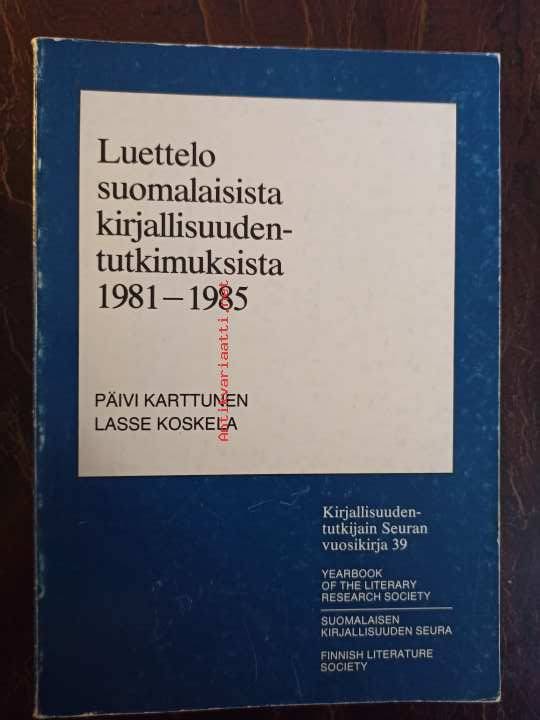 Luettelo
suomalaisista
kirjallisuuden-
tutkimuksista
1981–1985
PÄIVI KARTTUNEN
LASSE KOSKELA
Antikvariaatti.net
Kirjallisuuden-
tutkijain Seuran
vuosikirja 39
YEARBOOK
OF THE LITERARY
RESEARCH SOCIETY
SUOMALAISEN
KIRJALLISUUDEN SEURA
FINNISH LITERATURE
SOCIETY